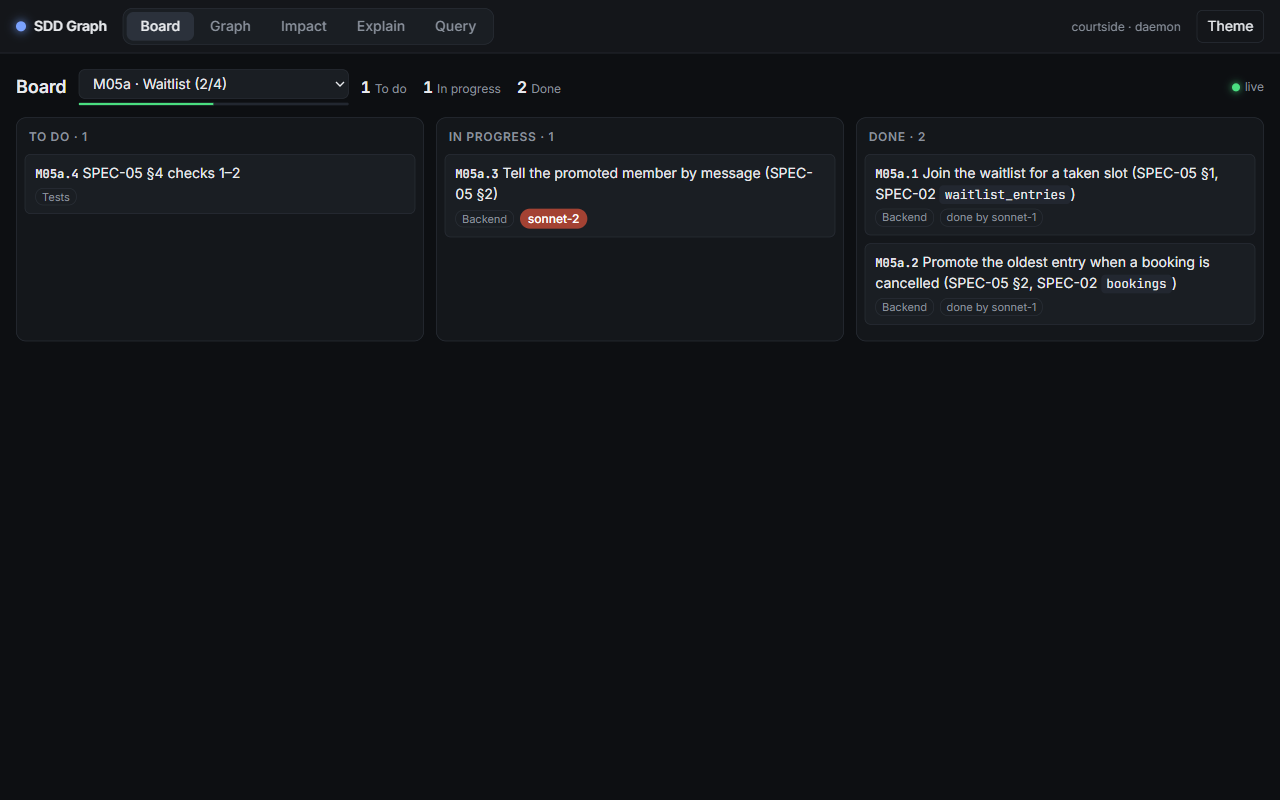 SDD Graph
Board
Graph
Impact
Explain
Query
courtside · daemon
Theme
Board
M05a · Waitlist (2/4)
1 To do
1 In progress
2 Done
live
TO DO · 1
M05a.4 SPEC-05 §4 checks 1–2
Tests
IN PROGRESS · 1
M05a.3 Tell the promoted member by message (SPEC-
05 §2)
Backend
sonnet-2
DONE · 2
M05a.1 Join the waitlist for a taken slot (SPEC-05 §1,
SPEC-02 waitlist_entries )
Backend
done by sonnet-1
M05a.2 Promote the oldest entry when a booking is
cancelled (SPEC-05 §2, SPEC-02 bookings )
Backend
done by sonnet-1